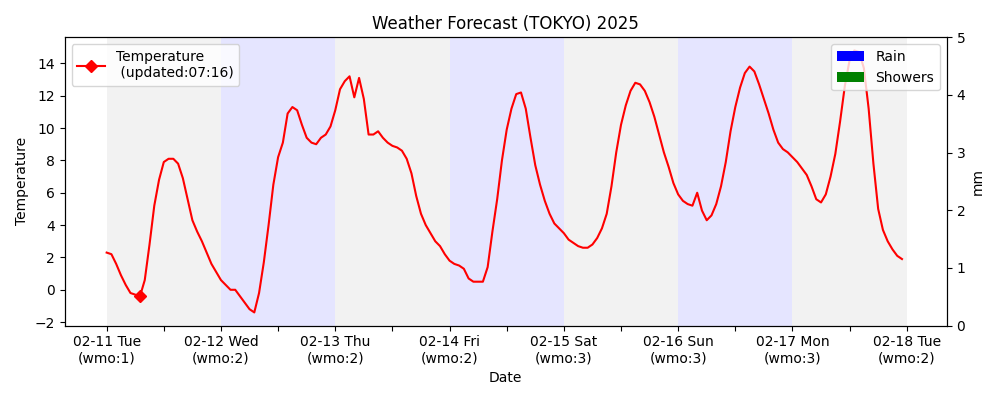 Weather Forecast (TOKYO) 2025
Temperature
(updated:07:16)
Rain
Showers
Temperature
14
12
10
8
6
4
2
0
−2
5
4
3
2
1
0
mm
02-11 Tue
(wmo:1)
02-12 Wed
(wmo:2)
02-13 Thu
(wmo:2)
02-14 Fri
(wmo:2)
02-15 Sat
(wmo:3)
02-16 Sun
(wmo:3)
02-17 Mon
(wmo:3)
02-18 Tue
(wmo:2)
Date